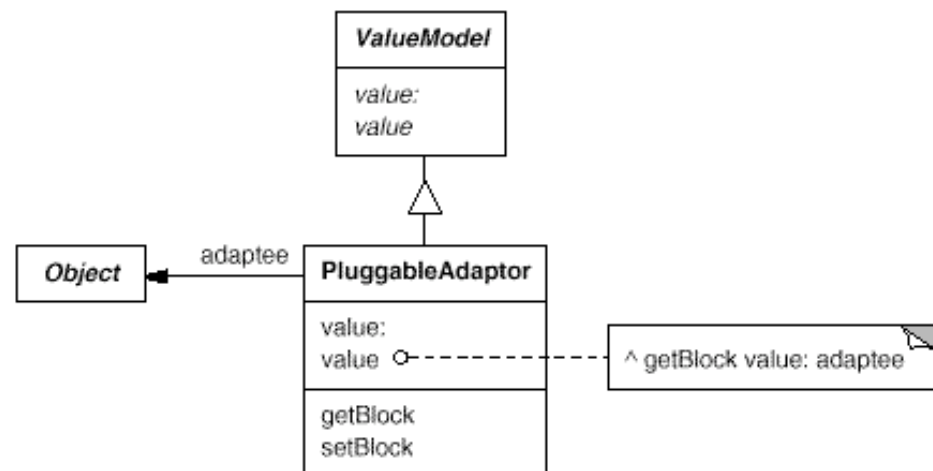 ValueModel
value:
value
adaptee
Object
PluggableAdaptor
value:
value
^ getBlock value: adaptee
getBlock
setBlock